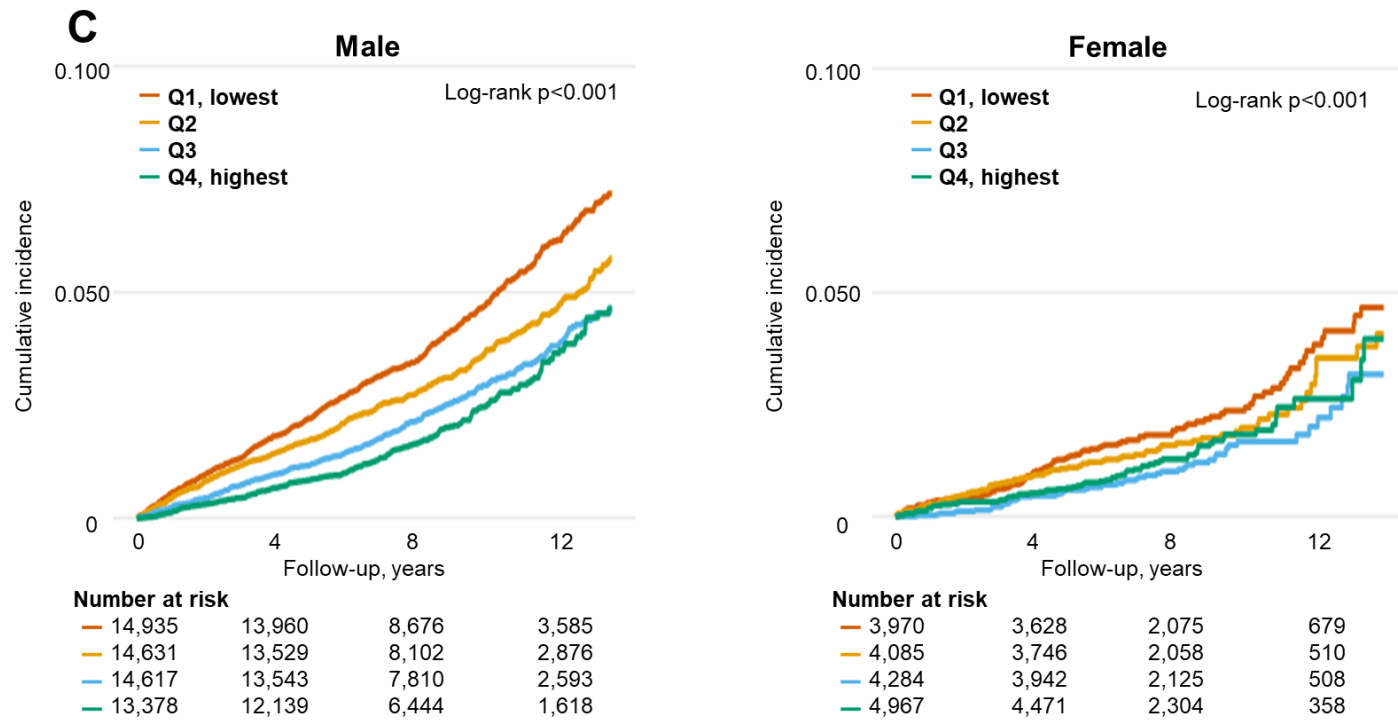 C
Male
0.100
Q1, lowest
Q2
Q3
Q4, highest
Log-rank p<0.001
Cumulative incidence
0.050
0
0 4 8 12
Follow-up, years
Number at risk
14,935 13,960 8,676 3,585
14,631 13,529 8,102 2,876
14,617 13,543 7,810 2,593
13,378 12,139 6,444 1,618
Female
0.100
Q1, lowest
Q2
Q3
Q4, highest
Log-rank p<0.001
Cumulative incidence
0.050
0
0 4 8 12
Follow-up, years
Number at risk
3,970 3,628 2,075 679
4,085 3,746 2,058 510
4,284 3,942 2,125 508
4,967 4,471 2,304 358